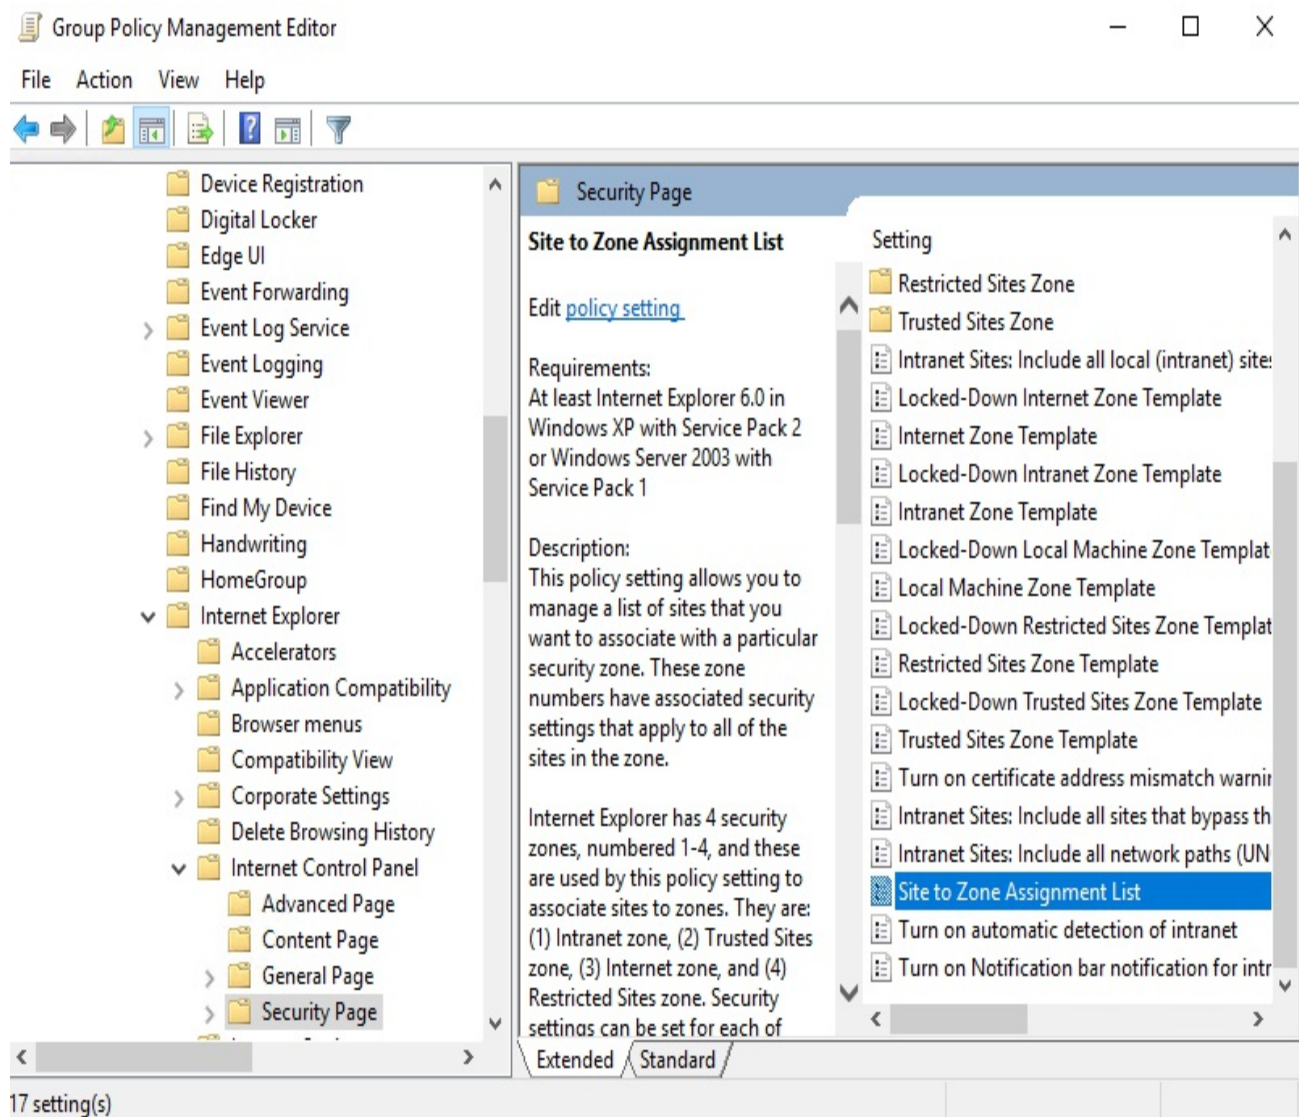 Group Policy Management Editor
File Action View Help
Device Registration
Digital Locker
Edge UI
Event Forwarding
Event Log Service
Event Logging
Event Viewer
File Explorer
File History
Find My Device
Handwriting
HomeGroup
Internet Explorer
Accelerators
Application Compatibility
Browser menus
Compatibility View
Corporate Settings
Delete Browsing History
Internet Control Panel
Advanced Page
Content Page
General Page
Security Page
Security Page
Site to Zone Assignment List
Edit policy setting
Requirements:
At least Internet Explorer 6.0 in
Windows XP with Service Pack 2
or Windows Server 2003 with
Service Pack 1
Description:
This policy setting allows you to
manage a list of sites that you
want to associate with a particular
security zone. These zone
numbers have associated security
settings that apply to all of the
sites in the zone.
Internet Explorer has 4 security
zones, numbered 1-4, and these
are used by this policy setting to
associate sites to zones. They are:
(1) Intranet zone, (2) Trusted Sites
zone, (3) Internet zone, and (4)
Restricted Sites zone. Security
settings can be set for each of
Setting
Restricted Sites Zone
Trusted Sites Zone
Intranet Sites: Include all local (intranet) sites
Locked-Down Internet Zone Template
Internet Zone Template
Locked-Down Intranet Zone Template
Intranet Zone Template
Locked-Down Local Machine Zone Templat
Local Machine Zone Template
Locked-Down Restricted Sites Zone Templat
Restricted Sites Zone Template
Locked-Down Trusted Sites Zone Template
Trusted Sites Zone Template
Turn on certificate address mismatch warnin
Intranet Sites: Include all sites that bypass th
Intranet Sites: Include all network paths (UN
Site to Zone Assignment List
Turn on automatic detection of intranet
Turn on Notification bar notification for intr
Extended Standard
17 setting(s)